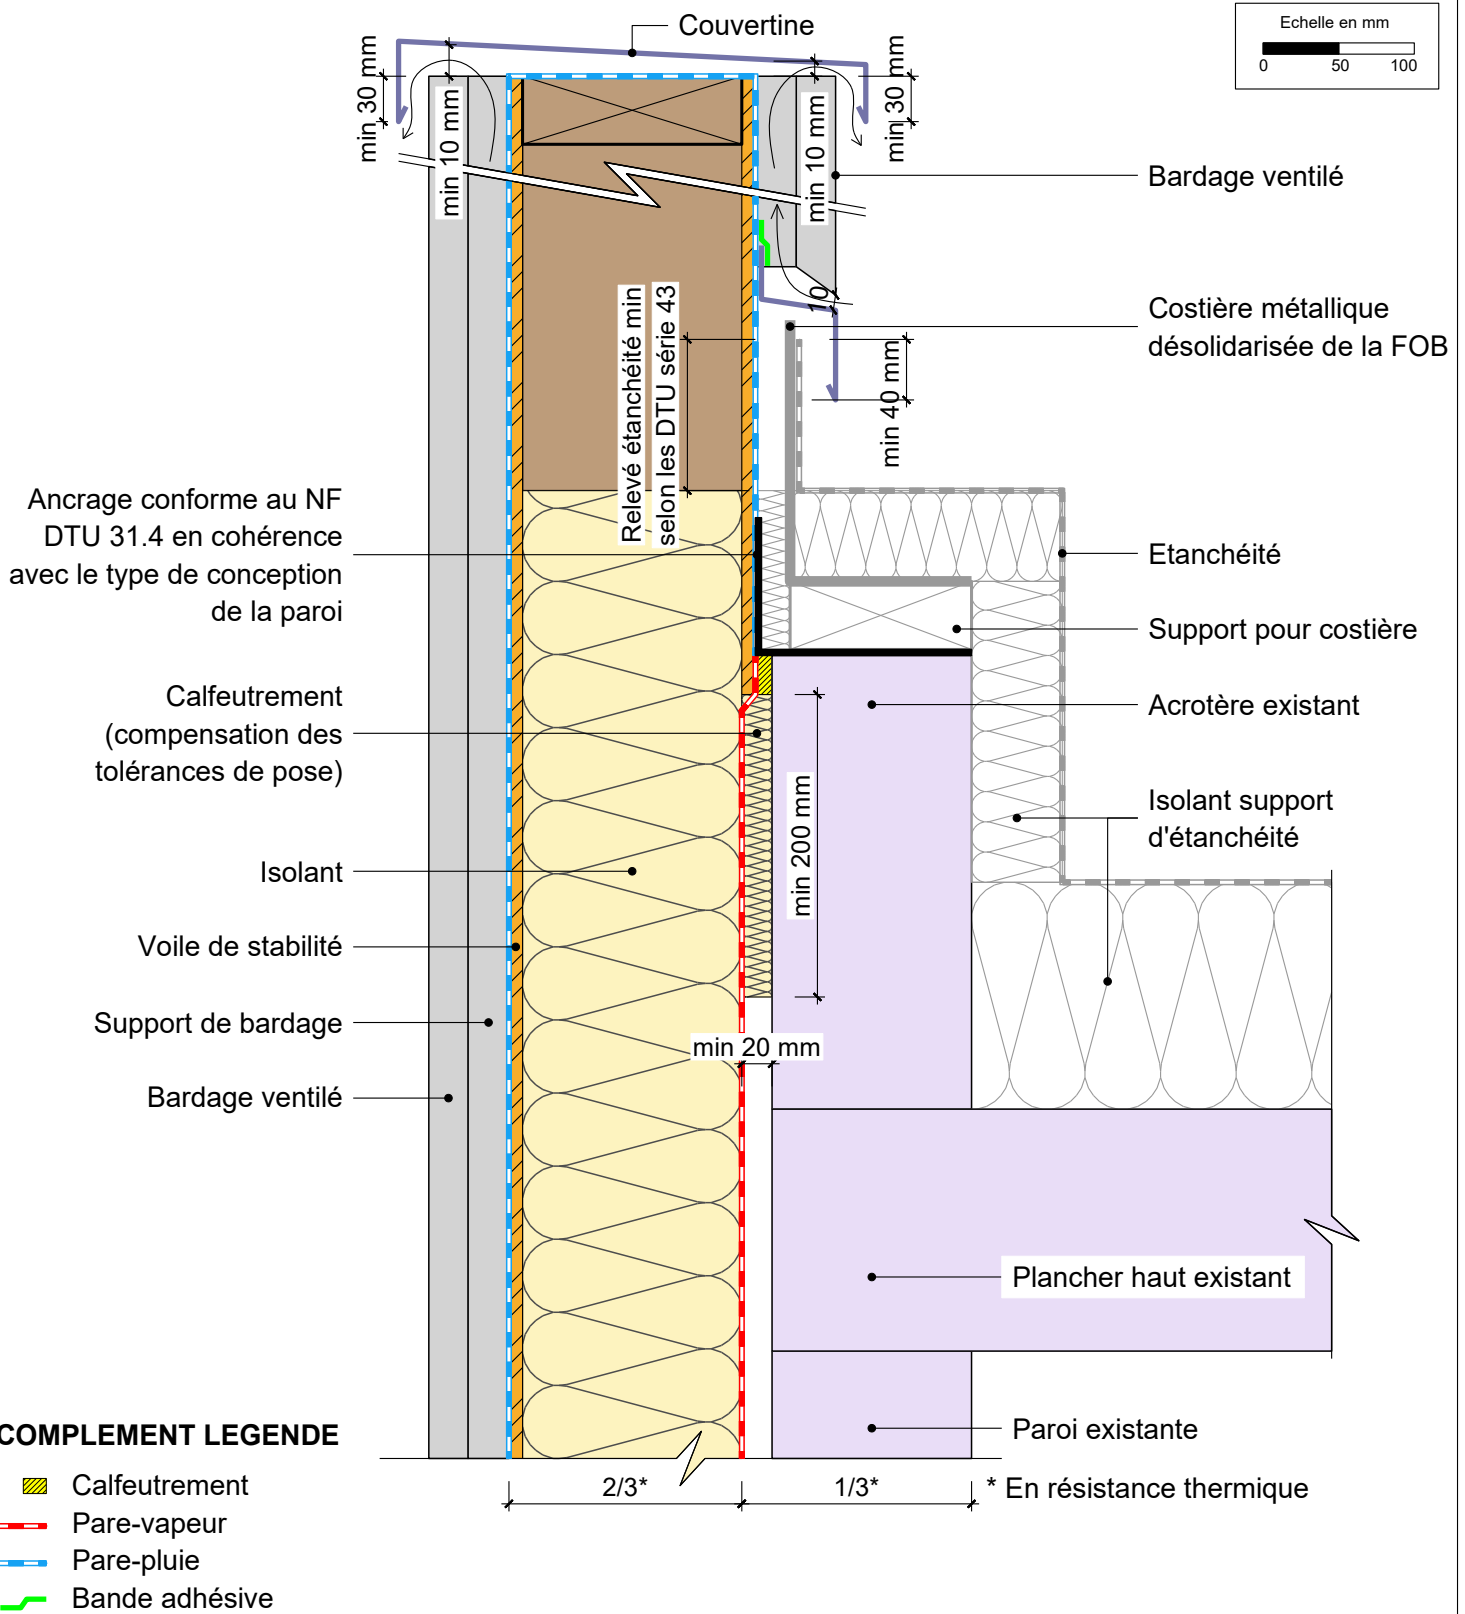 Couvertine
Echelle en mm
0 50 100
min 30 mm
min 10 mm
min 10 mm
min 30 mm
Bardage ventilé
10
Costière métallique
désolidarisée de la FOB
Relevé étanchéité min
selon les DTU série 43
min 40 mm
Ancrage conforme au NF
DTU 31.4 en cohérence
avec le type de conception
de la paroi
Etanchéité
Support pour costière
Calfeutrement
(compensation des
tolérances de pose)
Acrotère existant
Isolant support
d'étanchéité
min 200 mm
Isolant
Voile de stabilité
Support de bardage
min 20 mm
Bardage ventilé
Plancher haut existant
Paroi existante
2/3*
1/3*
* En résistance thermique
COMPLEMENT LEGENDE
Calfeutrement
Pare-vapeur
Pare-pluie
Bande adhésive